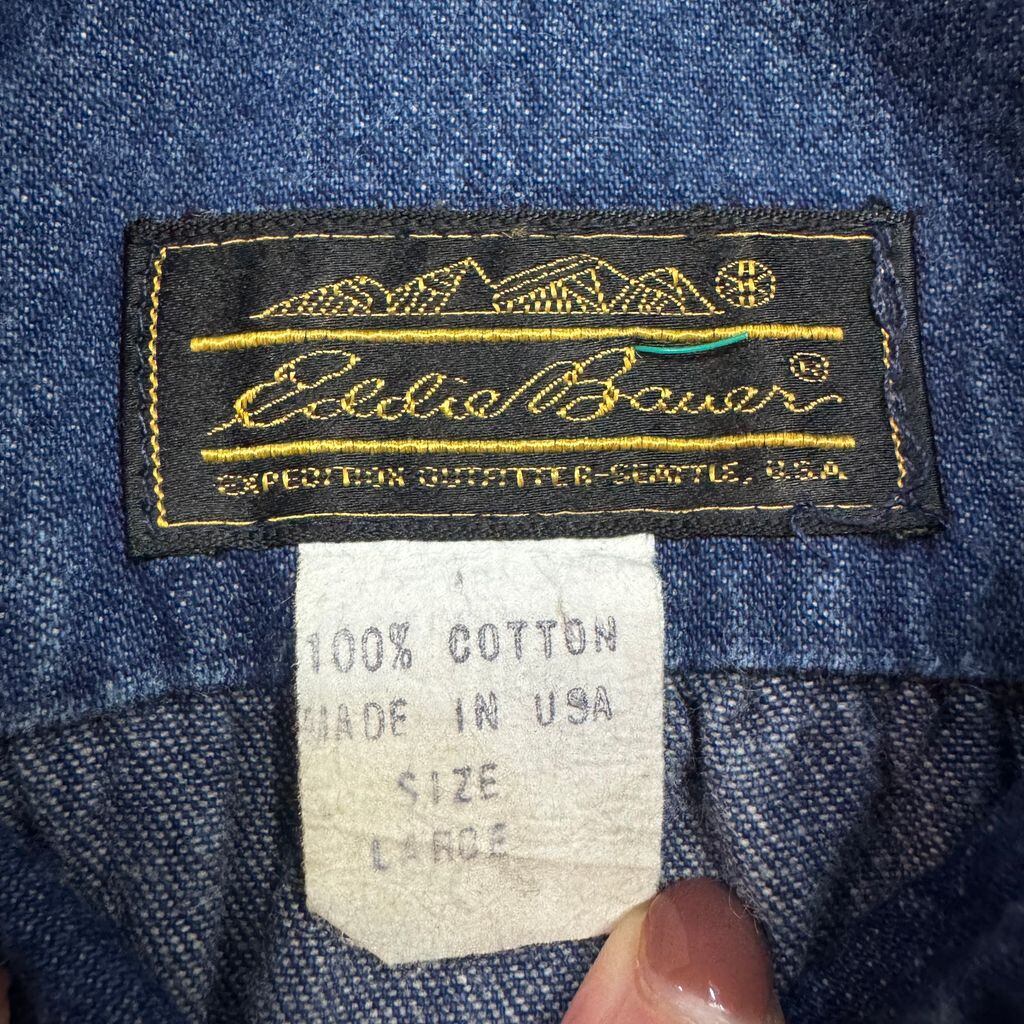 Eddie Bauer ®
EXPEDITION OUTFITTER-SEATTLE, U.S.A.
100% COTTON
MADE IN USA
SIZE
LARGE